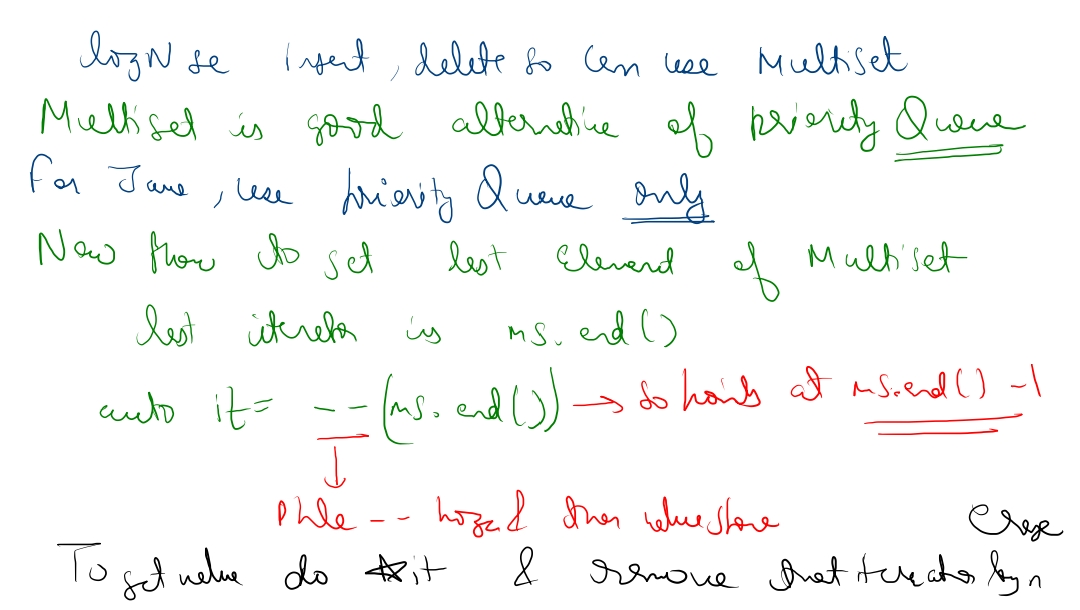 logN se insert, delete so can use Multiset
Multiset is good alternative of priority Queue
For Java, use priority Queue only
Now how to get last element of Multiset
last iterator is ms.end()
auto it = --(ms.end()) → so points at ms.end() -1
Phle -- hoga & then value store
erase
To get value do *it & remove that iterator by